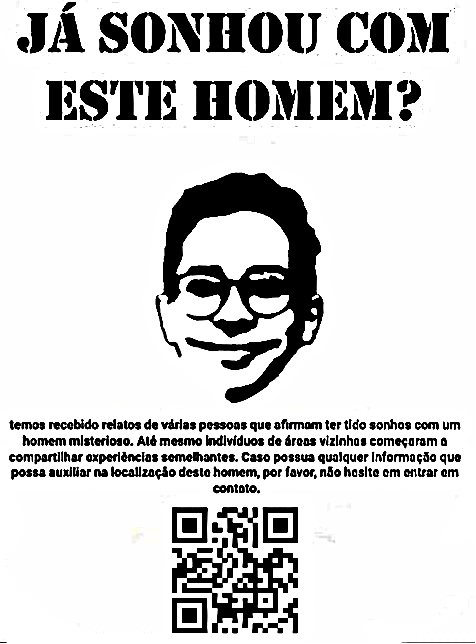 JÁ SONHOU COM
ESTE HOMEM?
temos recebido relatos de várias pessoas que afirmam ter tido sonhos com um
homem misterioso. Até mesmo indivíduos de áreas vizinhas começaram a
compartilhar experiências semelhantes. Caso possua qualquer informação que
possa auxiliar na localização deste homem, por favor, não hesite em entrar em
contato.